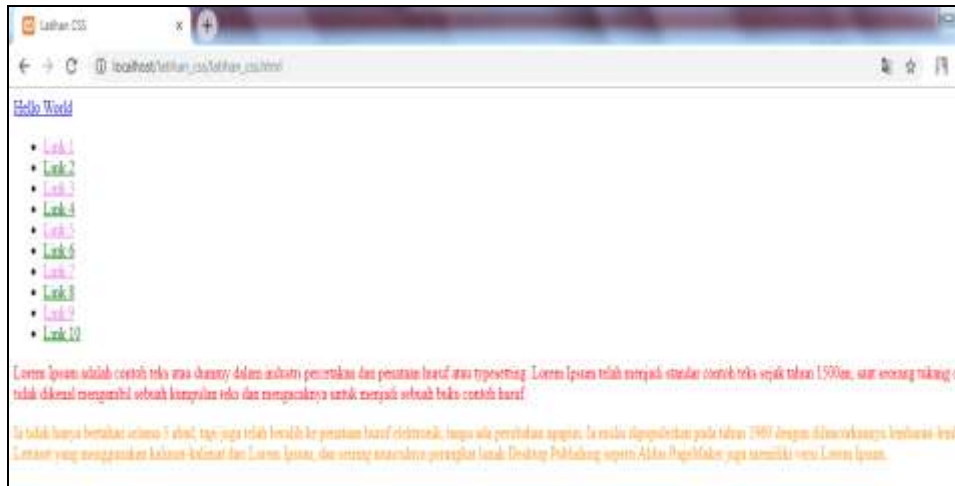 Latihan CSS
localhost/latihan_css/latihan_css.html
Hello World
Link 1
Link 2
Link 3
Link 4
Link 5
Link 6
Link 7
Link 8
Link 9
Link 10
Lorem Ipsum adalah contoh teks atau dummy dalam industri percetakan dan penataan huruf atau typesetting. Lorem Ipsum telah menjadi standar contoh teks sejak tahun 1500an, saat seorang tukang
tidak dikenal mengambil sebuah kumpulan teks dan mengacaknya untuk menjadi sebuah buku contoh huruf
Ia tidak hanya bertahan selama 5 abad, tapi juga telah beralih ke penataan huruf elektronik, tanpa ada perubahan apapun. Ia mulai dipopulerkan pada tahun 1960 dengan diluncurkannya lembaran-
Letraset yang menggunakan kalimat-kalimat dari Lorem Ipsum, dan seiring munculnya perangkat lunak Desktop Publishing seperti Aldus PageMaker juga memiliki versi Lorem Ipsum.